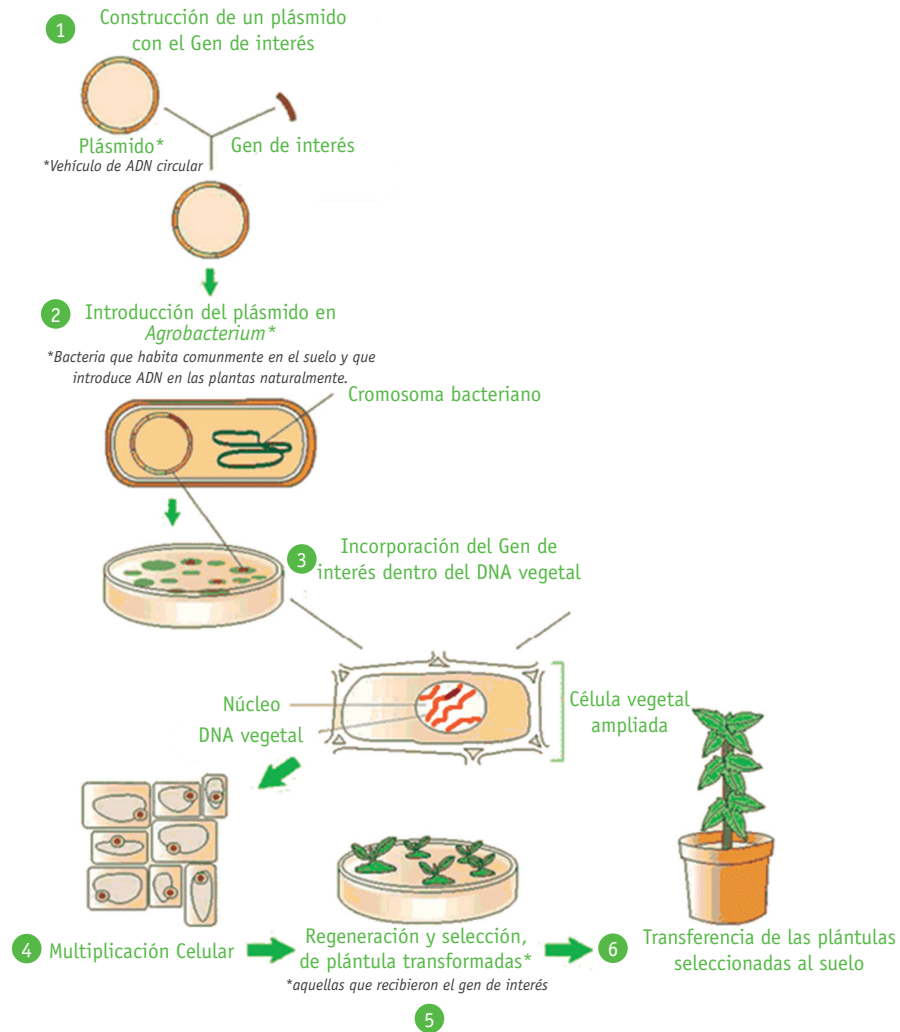 1
Construcción de un plásmido
con el Gen de interés
Plásmido*
*Vehículo de ADN circular
Gen de interés
2
Introducción del plásmido en
Agrobacterium*
*Bacteria que habita comunmente en el suelo y que
introduce ADN en las plantas naturalmente.
Cromosoma bacteriano
3
Incorporación del Gen de
interés dentro del DNA vegetal
Núcleo
DNA vegetal
Célula vegetal
ampliada
4 Multiplicación Celular
Regeneración y selección,
de plántula transformadas*
*aquellas que recibieron el gen de interés
5
6
Transferencia de las plántulas
seleccionadas al suelo